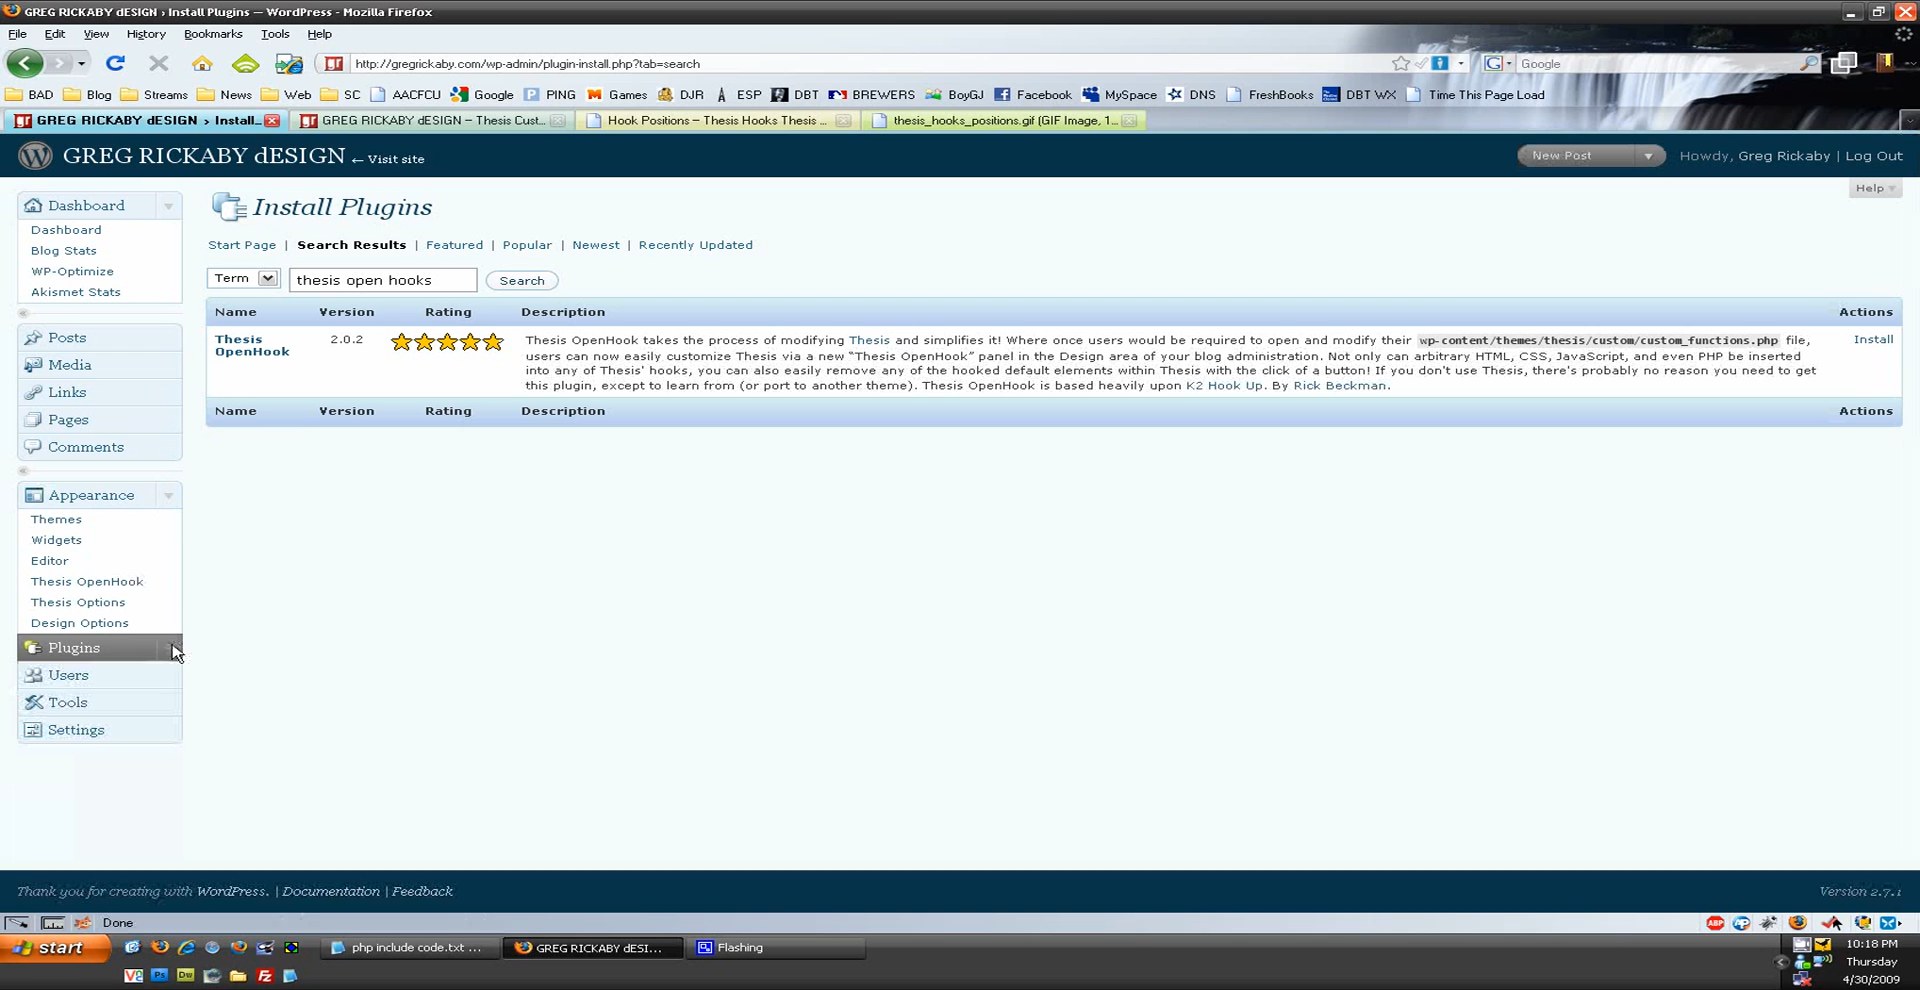 GREG RICKABY dESIGN › Install Plugins — WordPress - Mozilla Firefox
File Edit View History Bookmarks Tools Help
http://gregrickaby.com/wp-admin/plugin-install.php?tab=search
Google
BAD Blog Streams News Web SC AACFCU Google PING Games DJR ESP DBT BREWERS BoyGJ Facebook MySpace DNS FreshBooks DBT WX Time This Page Load
GREG RICKABY dESIGN › Install... GREG RICKABY dESIGN – Thesis Cust... Hook Positions – Thesis Hooks Thesis ... thesis_hooks_positions.gif (GIF Image, 1...
GREG RICKABY dESIGN ← Visit site
New Post
Howdy, Greg Rickaby | Log Out
Help
Dashboard
Dashboard
Blog Stats
WP-Optimize
Akismet Stats
Posts
Media
Links
Pages
Comments
Appearance
Themes
Widgets
Editor
Thesis OpenHook
Thesis Options
Design Options
Plugins
Users
Tools
Settings
Install Plugins
Start Page | Search Results | Featured | Popular | Newest | Recently Updated
Term thesis open hooks Search
Name Version Rating Description Actions
Thesis OpenHook
2.0.2
Thesis OpenHook takes the process of modifying Thesis and simplifies it! Where once users would be required to open and modify their wp-content/themes/thesis/custom/custom_functions.php file,
users can now easily customize Thesis via a new “Thesis OpenHook” panel in the Design area of your blog administration. Not only can arbitrary HTML, CSS, JavaScript, and even PHP be inserted
into any of Thesis' hooks, you can also easily remove any of the hooked default elements within Thesis with the click of a button! If you don't use Thesis, there's probably no reason you need to get
this plugin, except to learn from (or port to another theme). Thesis OpenHook is based heavily upon K2 Hook Up. By Rick Beckman.
Install
Name Version Rating Description Actions
Thank you for creating with WordPress. | Documentation | Feedback
Version 2.7.1
Done
ABP
start
php include code.txt ...
GREG RICKABY dESI...
Flashing
Ps Dw Fz
10:18 PM
Thursday
4/30/2009